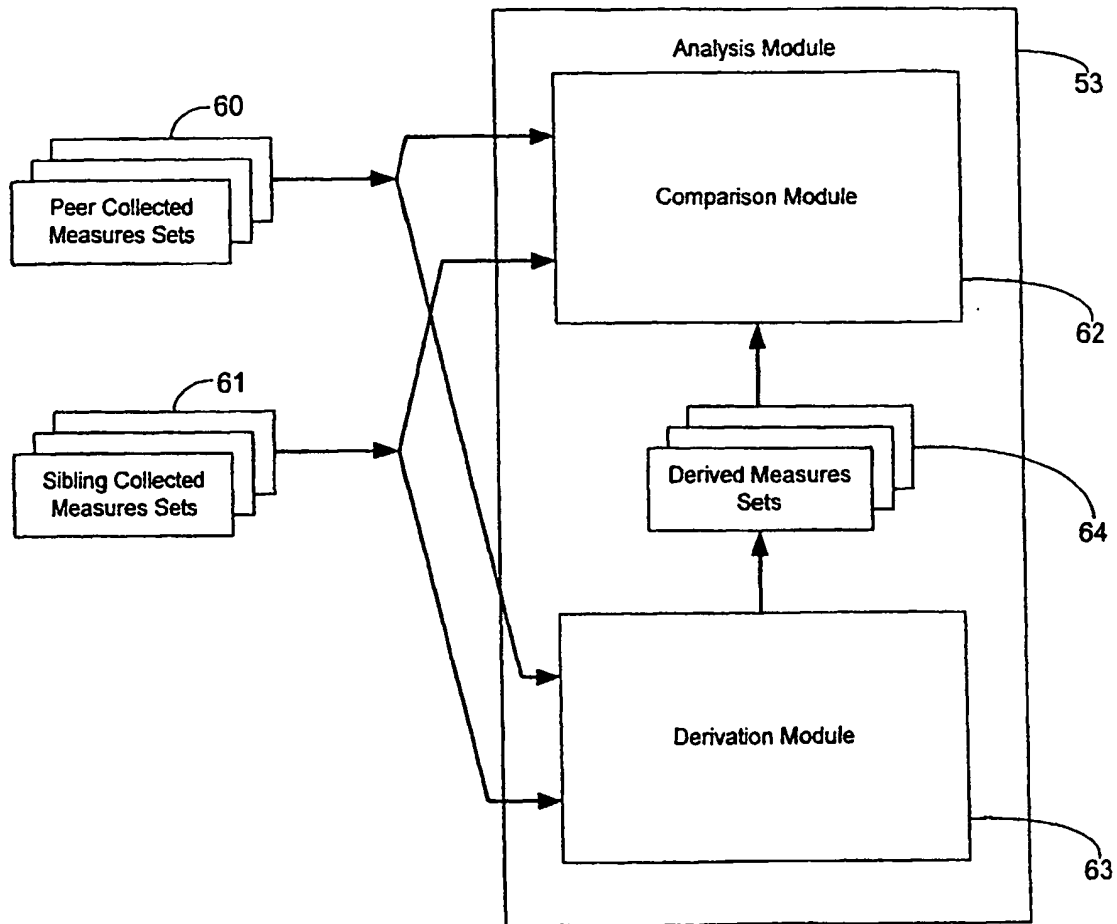 Analysis Module
53
60
Peer Collected
Measures Sets
Comparison Module
62
61
Sibling Collected
Measures Sets
Derived Measures
Sets
64
Derivation Module
63